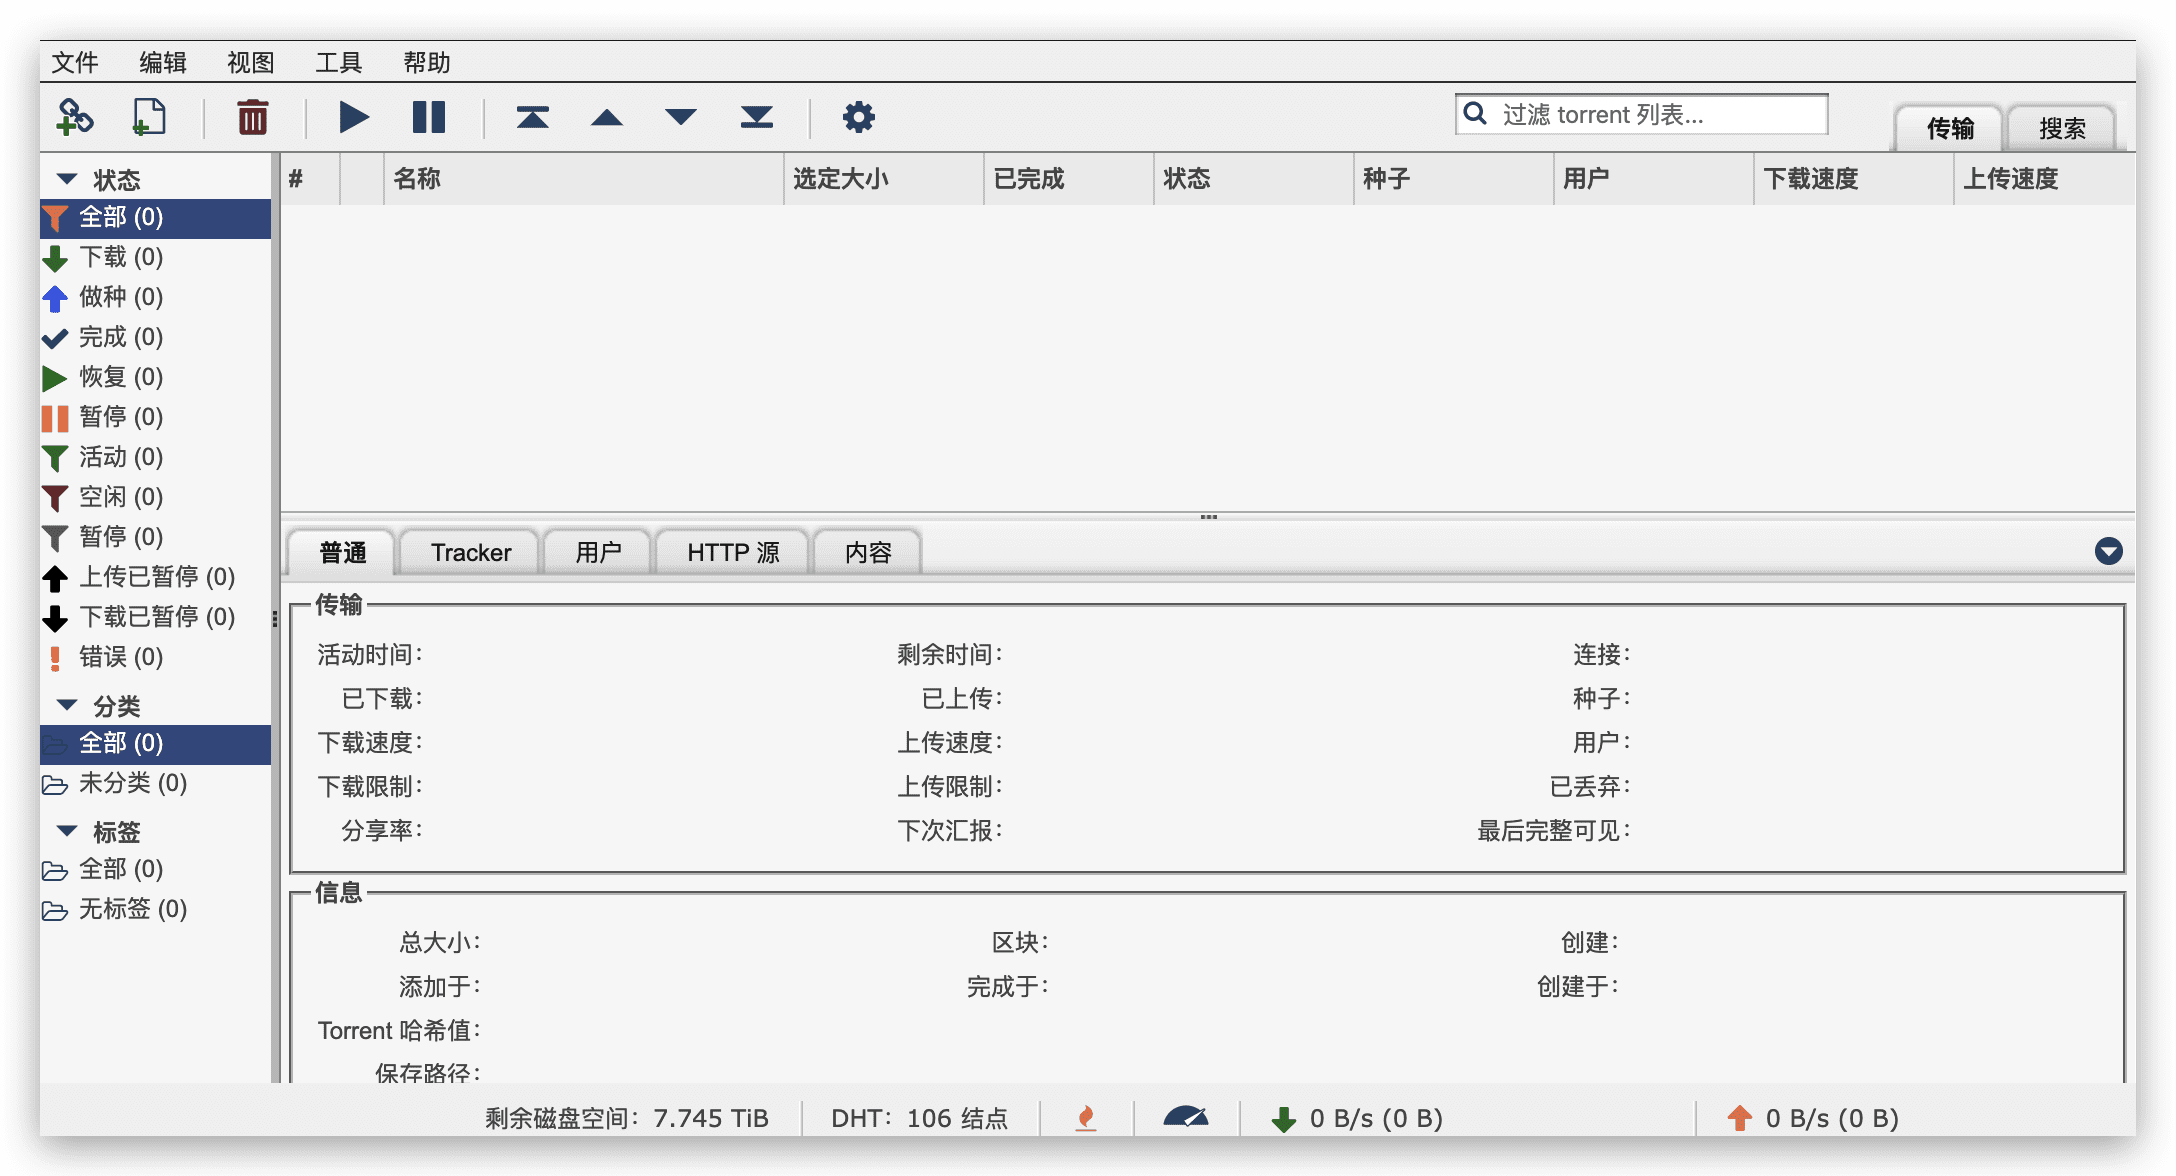 文件 编辑 视图 工具 帮助
过滤 torrent 列表...
传输 搜索
状态
全部 (0)
下载 (0)
做种 (0)
完成 (0)
恢复 (0)
暂停 (0)
活动 (0)
空闲 (0)
暂停 (0)
上传已暂停 (0)
下载已暂停 (0)
错误 (0)
分类
全部 (0)
未分类 (0)
标签
全部 (0)
无标签 (0)
# 名称 选定大小 已完成 状态 种子 用户 下载速度 上传速度
普通 Tracker 用户 HTTP 源 内容
传输
活动时间: 剩余时间: 连接:
已下载: 已上传: 种子:
下载速度: 上传速度: 用户:
下载限制: 上传限制: 已丢弃:
分享率: 下次汇报: 最后完整可见:
信息
总大小: 区块: 创建:
添加于: 完成于: 创建于:
Torrent 哈希值:
保存路径:
剩余磁盘空间: 7.745 TiB DHT: 106 结点 0 B/s (0 B) 0 B/s (0 B)